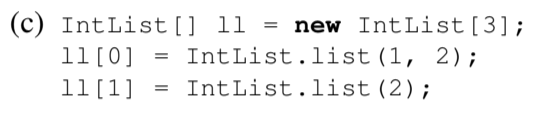 (c) IntList[] ll = new IntList[3];
ll[0] = IntList.list(1, 2);
ll[1] = IntList.list(2);